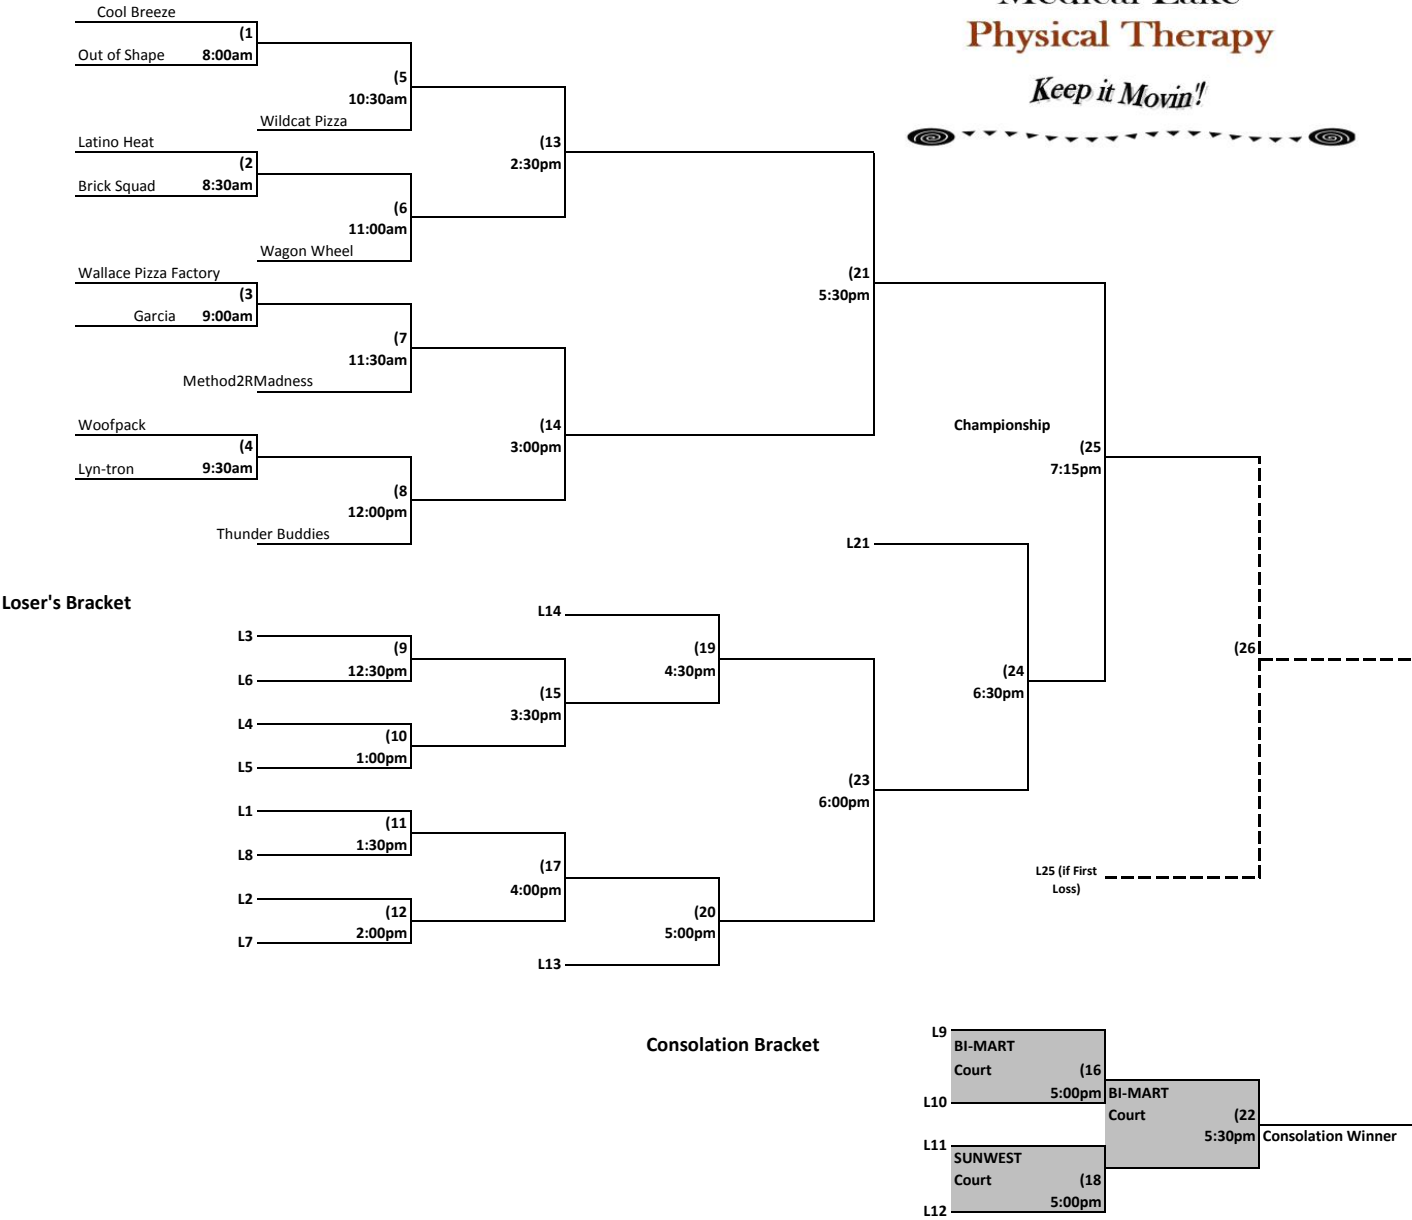 Medical Lake
Physical Therapy
Keep it Movin'!
Cool Breeze
(1
Out of Shape 8:00am
(5
10:30am
Wildcat Pizza
Latino Heat
(13
(2
2:30pm
Brick Squad 8:30am
(6
11:00am
Wagon Wheel
Wallace Pizza Factory
(21
(3
5:30pm
Garcia 9:00am
(7
11:30am
Method2RMadness
Woofpack
(14
Championship
(4
3:00pm
(25
Lyn-tron 9:30am
7:15pm
(8
12:00pm
Thunder Buddies
L21
Loser's Bracket
L14
L3
(9
(19
(26
12:30pm
4:30pm
(24
L6
(15
6:30pm
3:30pm
L4
(10
1:00pm
L5
(23
6:00pm
L1
(11
1:30pm
L8
(17
L25 (if First
4:00pm
Loss)
L2
(12
(20
2:00pm
5:00pm
L7
L13
Consolation Bracket
L9
BI-MART
Court (16
5:00pm
L10
BI-MART
Court (22
5:30pm Consolation Winner
L11
SUNWEST
Court (18
5:00pm
L12